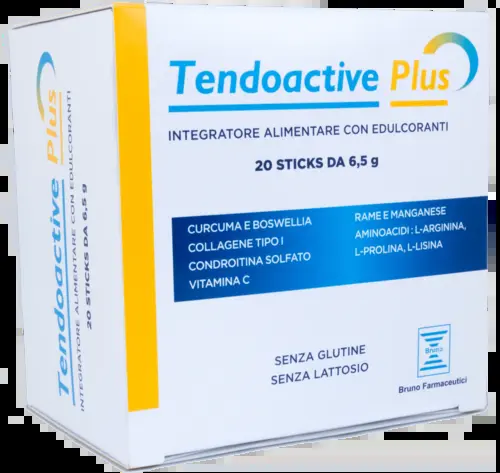 Tendoactive Plus
INTEGRATORE ALIMENTARE CON EDULCORANTI
20 STICKS DA 6,5 g
CURCUMA E BOSWELLIA
COLLAGENE TIPO I
CONDROITINA SOLFATO
VITAMINA C
RAME E MANGANESE
AMINOACIDI : L-ARGININA,
L-PROLINA, L-LISINA
SENZA GLUTINE
SENZA LATTOSIO
Bruno
Bruno Farmaceutici
Tendoactive Plus
INTEGRATORE ALIMENTARE CON EDULCORANTI
20 STICKS DA 6,5 g